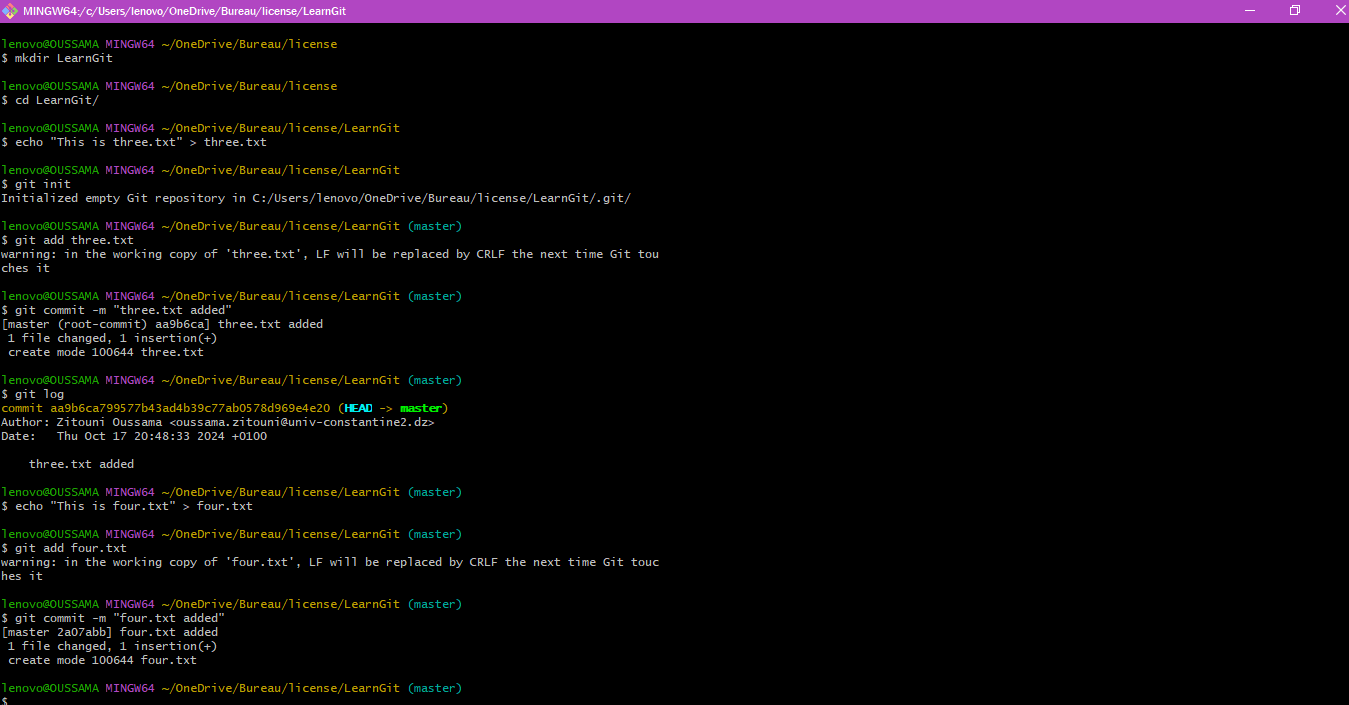 MINGW64:/c/Users/lenovo/OneDrive/Bureau/license/LearnGit
lenovo@OUSSAMA MINGW64 ~/OneDrive/Bureau/license
$ mkdir LearnGit
lenovo@OUSSAMA MINGW64 ~/OneDrive/Bureau/license
$ cd LearnGit/
lenovo@OUSSAMA MINGW64 ~/OneDrive/Bureau/license/LearnGit
$ echo "This is three.txt" > three.txt
lenovo@OUSSAMA MINGW64 ~/OneDrive/Bureau/license/LearnGit
$ git init
Initialized empty Git repository in C:/Users/lenovo/OneDrive/Bureau/license/LearnGit/.git/
lenovo@OUSSAMA MINGW64 ~/OneDrive/Bureau/license/LearnGit (master)
$ git add three.txt
warning: in the working copy of 'three.txt', LF will be replaced by CRLF the next time Git tou
ches it
lenovo@OUSSAMA MINGW64 ~/OneDrive/Bureau/license/LearnGit (master)
$ git commit -m "three.txt added"
[master (root-commit) aa9b6ca] three.txt added
 1 file changed, 1 insertion(+)
 create mode 100644 three.txt
lenovo@OUSSAMA MINGW64 ~/OneDrive/Bureau/license/LearnGit (master)
$ git log
commit aa9b6ca799577b43ad4b39c77ab0578d969e4e20 (HEAD -> master)
Author: Zitouni Oussama <oussama.zitouni@univ-constantine2.dz>
Date:   Thu Oct 17 20:48:33 2024 +0100
    three.txt added
lenovo@OUSSAMA MINGW64 ~/OneDrive/Bureau/license/LearnGit (master)
$ echo "This is four.txt" > four.txt
lenovo@OUSSAMA MINGW64 ~/OneDrive/Bureau/license/LearnGit (master)
$ git add four.txt
warning: in the working copy of 'four.txt', LF will be replaced by CRLF the next time Git touc
hes it
lenovo@OUSSAMA MINGW64 ~/OneDrive/Bureau/license/LearnGit (master)
$ git commit -m "four.txt added"
[master 2a07abb] four.txt added
 1 file changed, 1 insertion(+)
 create mode 100644 four.txt
lenovo@OUSSAMA MINGW64 ~/OneDrive/Bureau/license/LearnGit (master)
$